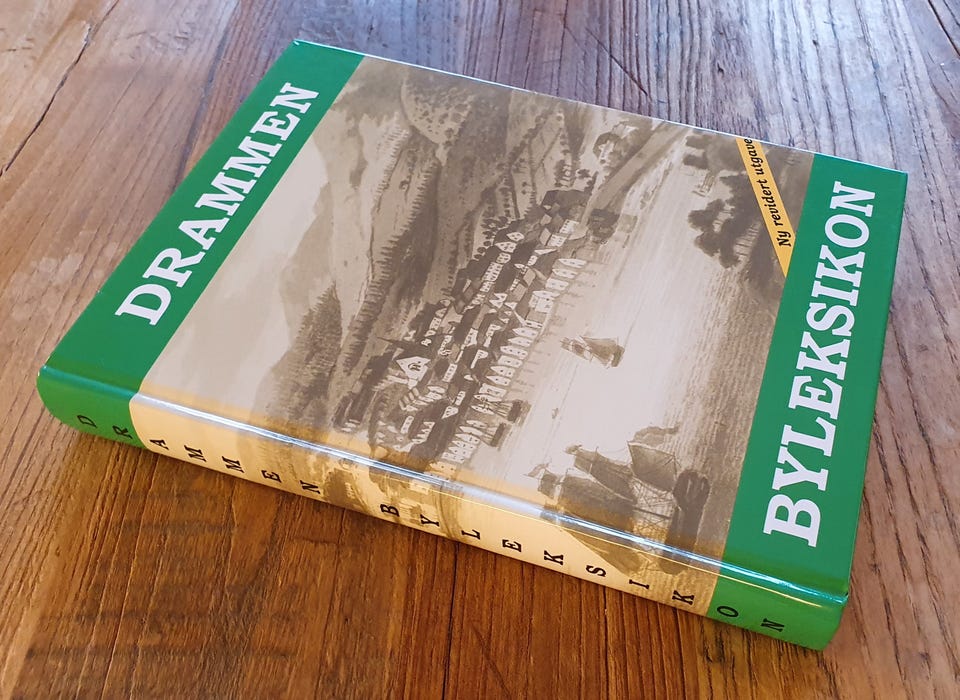 DRAMMEN
Ny revidert utgave
BYLEKSIKON
DRAMMEN BYLEKSIKON